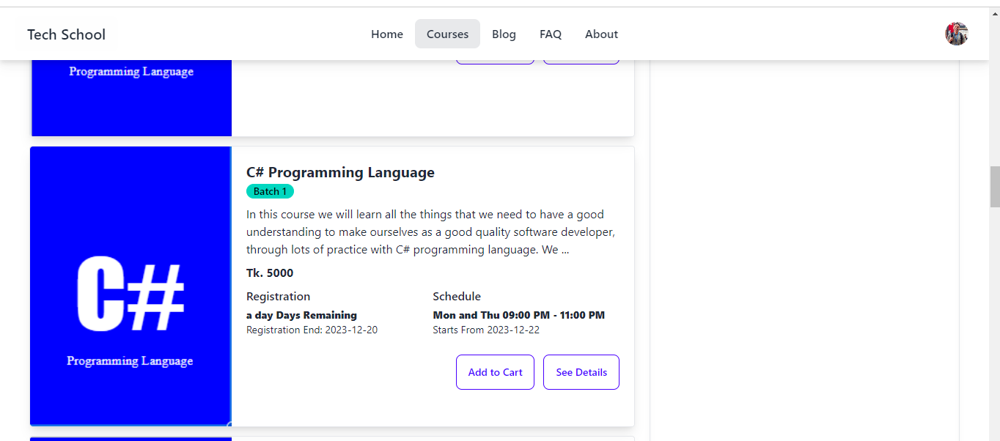 Tech School
Home
Courses
Blog
FAQ
About
Programming Language
C#
Programming Language
C# Programming Language
Batch 1
In this course we will learn all the things that we need to have a good
understanding to make ourselves as a good quality software developer,
through lots of practice with C# programming language. We ...
Tk. 5000
Registration
a day Days Remaining
Registration End: 2023-12-20
Schedule
Mon and Thu 09:00 PM - 11:00 PM
Starts From 2023-12-22
Add to Cart
See Details